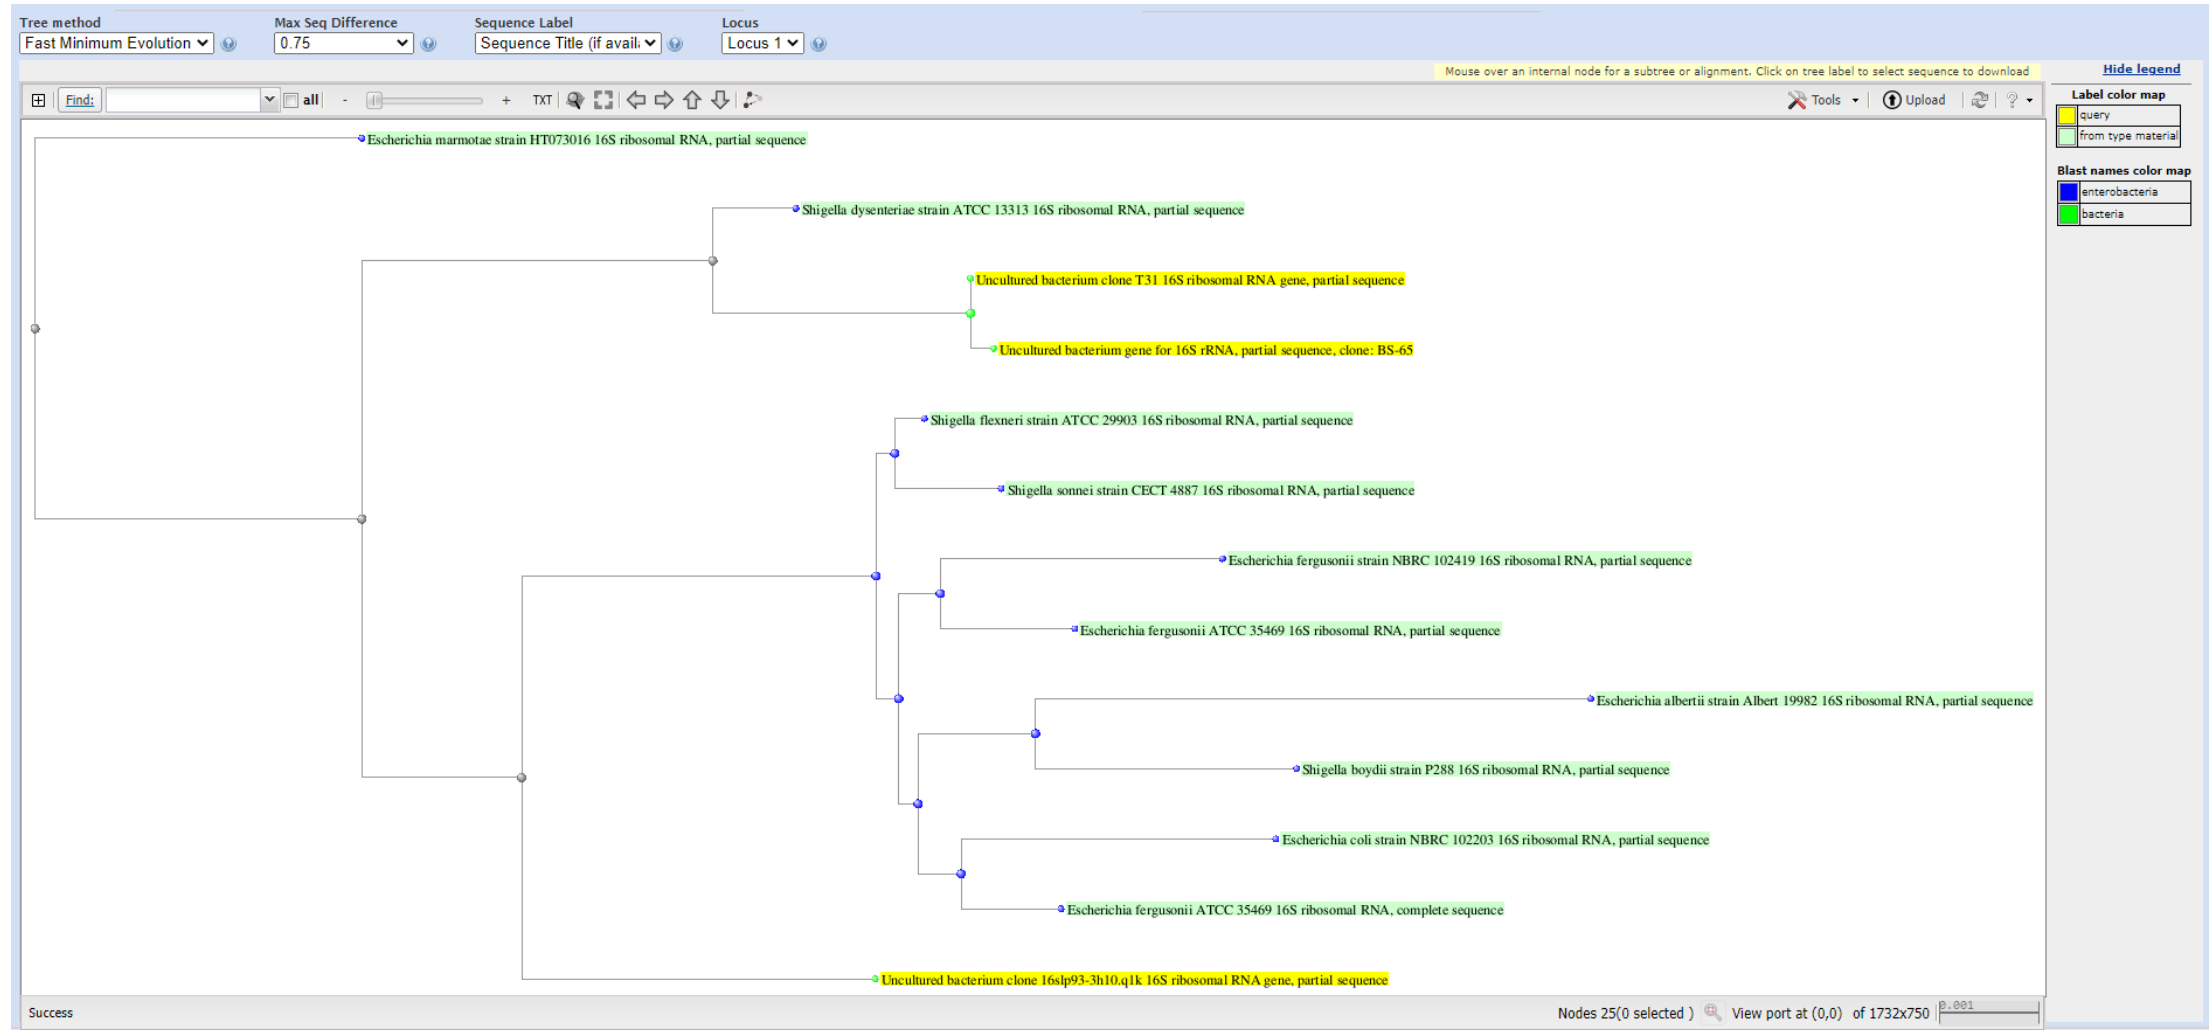 Tree method Max Seq Difference Sequence Label Locus
Fast Minimum Evolution 0.75 Sequence Title (if avail: Locus 1
Mouse over an internal node for a subtree or alignment. Click on tree label to select sequence to download
Hide legend
Find: all - + TXT Tools Upload ?
Label color map
query
from type material
Blast names color map
enterobacteria
bacteria
Escherichia marmotae strain HT073016 16S ribosomal RNA, partial sequence
Shigella dysenteriae strain ATCC 13313 16S ribosomal RNA, partial sequence
Uncultured bacterium clone T31 16S ribosomal RNA gene, partial sequence
Uncultured bacterium gene for 16S rRNA, partial sequence, clone: BS-65
Shigella flexneri strain ATCC 29903 16S ribosomal RNA, partial sequence
Shigella sonnei strain CECT 4887 16S ribosomal RNA, partial sequence
Escherichia fergusonii strain NBRC 102419 16S ribosomal RNA, partial sequence
Escherichia fergusonii ATCC 35469 16S ribosomal RNA, partial sequence
Escherichia albertii strain Albert 19982 16S ribosomal RNA, partial sequence
Shigella boydii strain P288 16S ribosomal RNA, partial sequence
Escherichia coli strain NBRC 102203 16S ribosomal RNA, partial sequence
Escherichia fergusonii ATCC 35469 16S ribosomal RNA, complete sequence
Uncultured bacterium clone 16slp93-3h10.q1k 16S ribosomal RNA gene, partial sequence
Success Nodes 25(0 selected ) View port at (0,0) of 1732x750 0.001